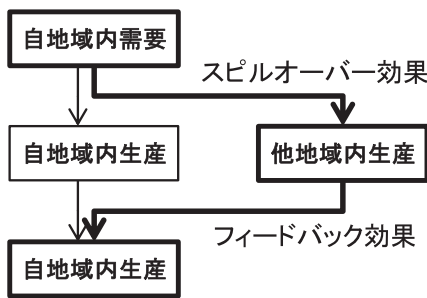 自地域内需要
スピルオーバー効果
自地域内生産
他地域内生産
フィードバック効果
自地域内生産